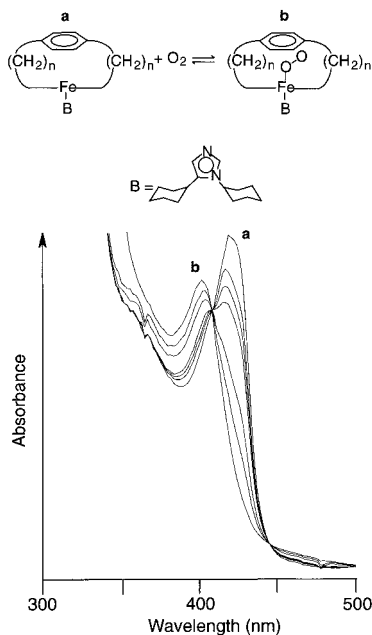 a b
(CH₂)n (CH₂)n + O₂ ⇌ (CH₂)n (CH₂)n
O
O
Fe Fe
B B
N
B = N
a
b
Absorbance
300 400 500
Wavelength (nm)